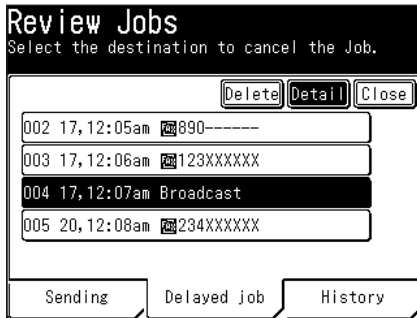 Review Jobs
Select the destination to cancel the Job.
Delete Detail Close
002 17,12:05am 890------
003 17,12:06am 123XXXXXX
004 17,12:07am Broadcast
005 20,12:08am 234XXXXXX
Sending Delayed job History